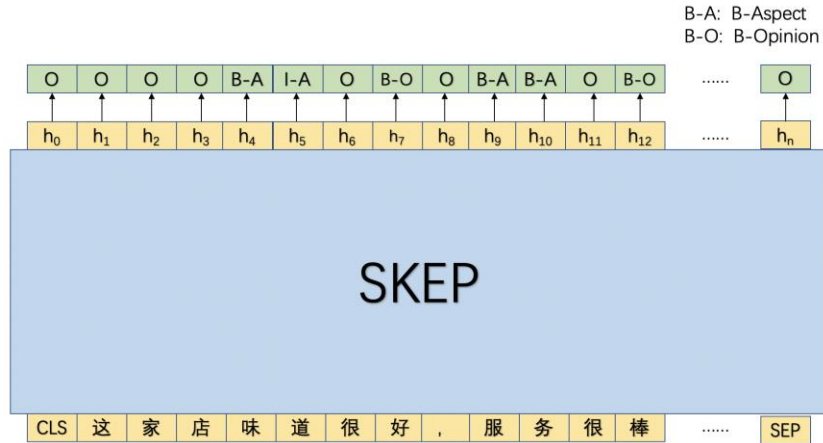 B-A: B-Aspect
B-O: B-Opinion
O O O O B-A I-A O B-O O B-A B-A O B-O ...... O
h₀ h₁ h₂ h₃ h₄ h₅ h₆ h₇ h₈ h₉ h₁₀ h₁₁ h₁₂ ...... hₙ
SKEP
CLS 这 家 店 味 道 很 好 , 服 务 很 棒 ...... SEP